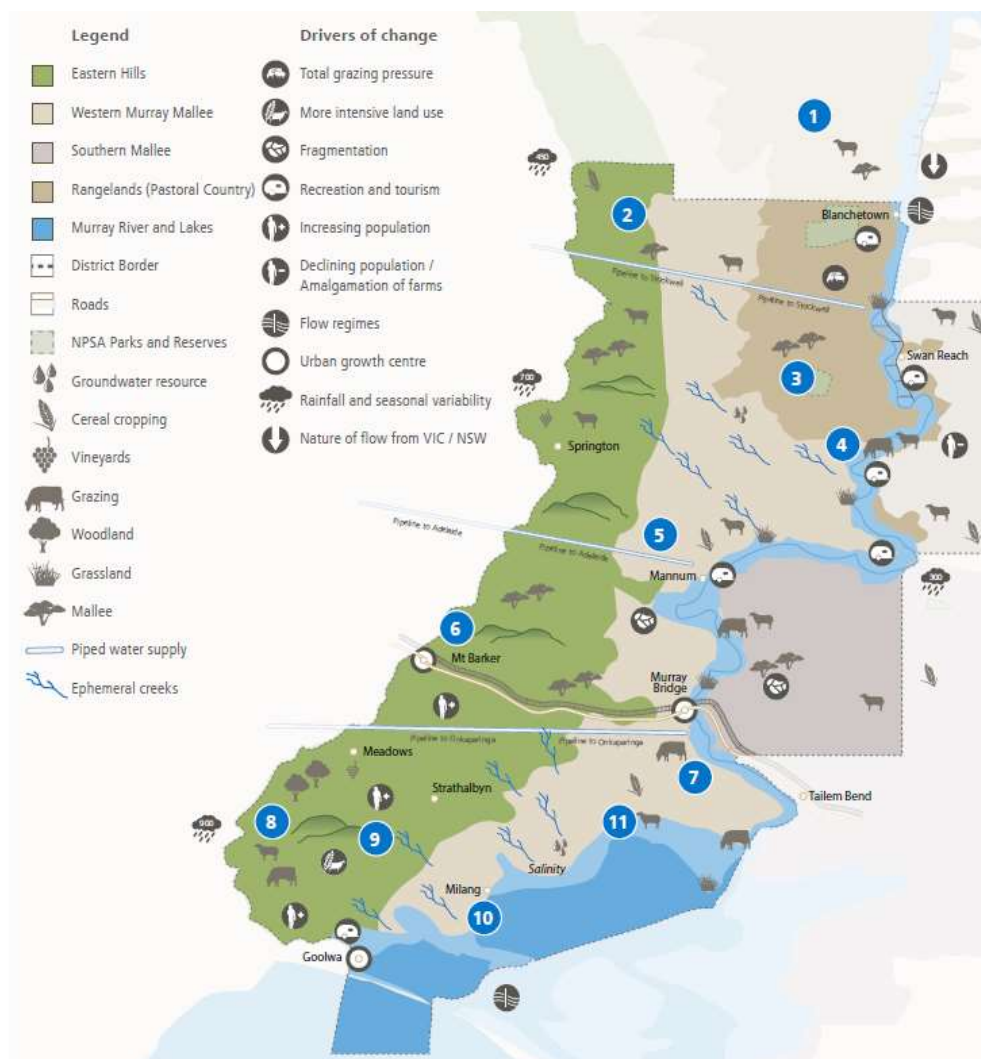 Legend
Eastern Hills
Western Murray Mallee
Southern Mallee
Rangelands (Pastoral Country)
Murray River and Lakes
District Border
Roads
NPSA Parks and Reserves
Groundwater resource
Cereal cropping
Vineyards
Grazing
Woodland
Grassland
Mallee
Piped water supply
Ephemeral creeks
Drivers of change
Total grazing pressure
More intensive land use
Fragmentation
Recreation and tourism
Increasing population
Declining population /
Amalgamation of farms
Flow regimes
Urban growth centre
Rainfall and seasonal variability
Nature of flow from VIC / NSW
1
450
2
Blanchetown
Pipeline to Stockwell
Pipeline to Stockwell
Swan Reach
700
3
Springton
4
Pipeline to Adelaide
Pipeline to Adelaide
5
Mannum
300
6
Mt Barker
Murray
Bridge
Pipeline to Onkaparinga
Pipeline to Onkaparinga
Meadows
7
Strathalbyn
Tailem Bend
900
8
9
11
Salinity
Milang
10
Goolwa